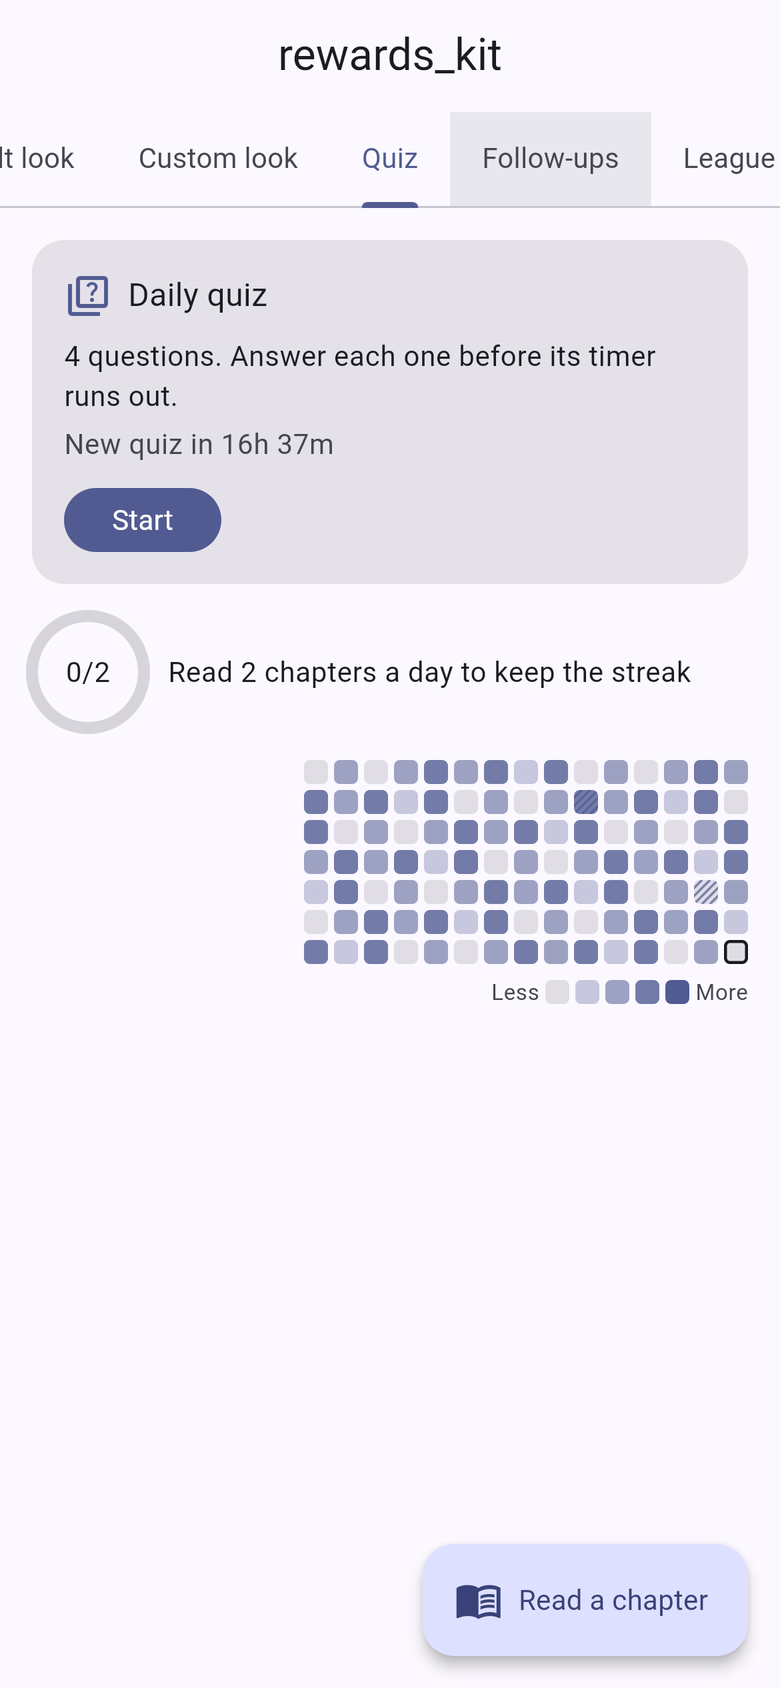 rewards_kit
lt look
Custom look
Quiz
Follow-ups
League
Daily quiz
4 questions. Answer each one before its timer
runs out.
New quiz in 16h 37m
Start
0/2
Read 2 chapters a day to keep the streak
Less
More
Read a chapter